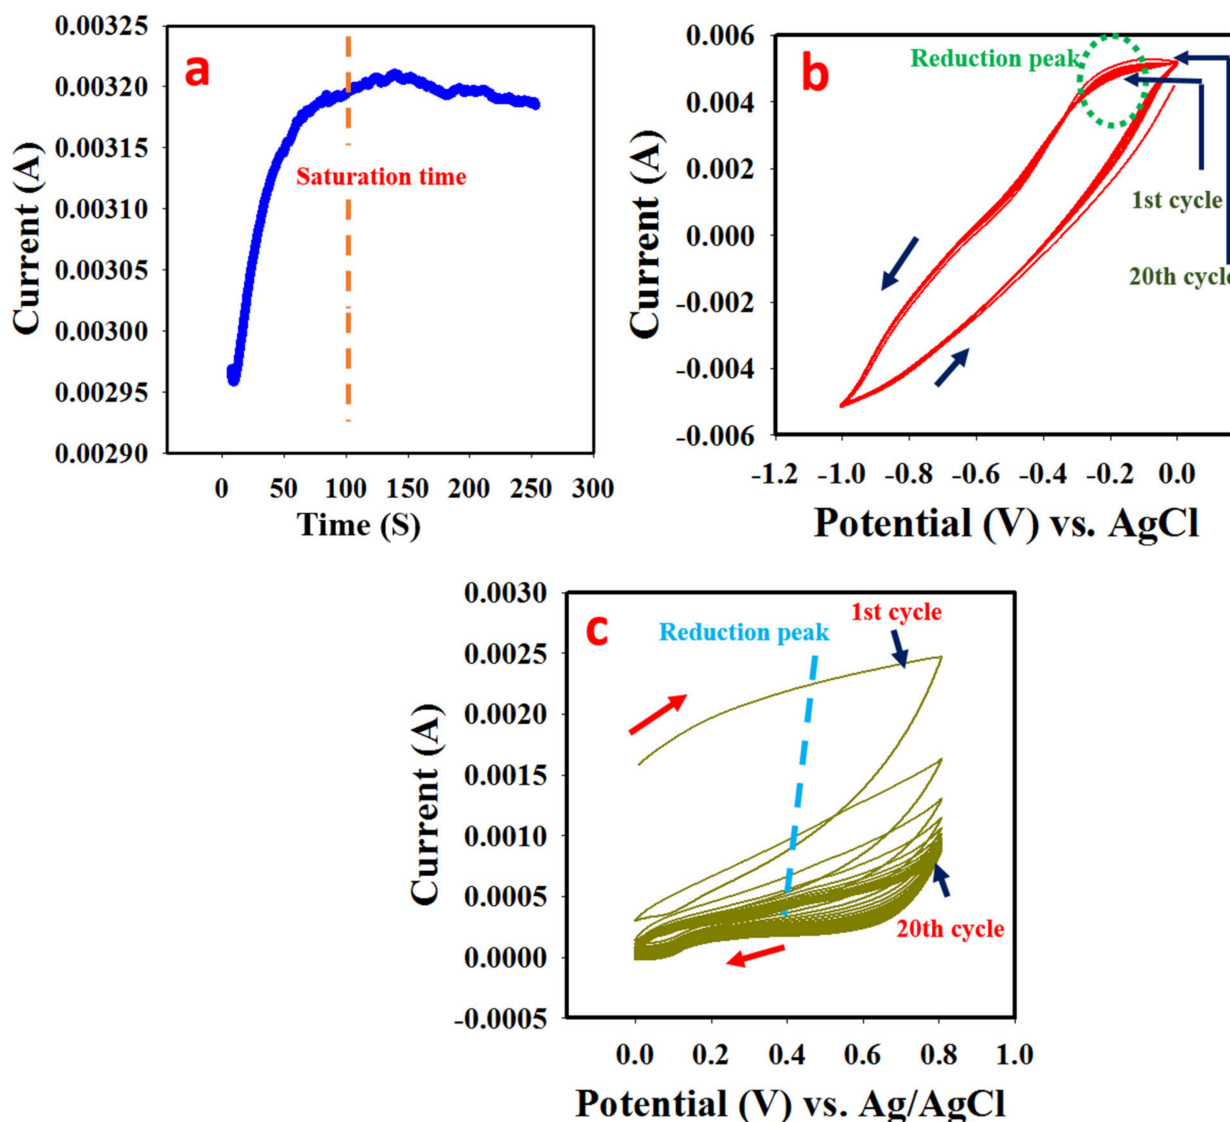 a
0.00325
0.00320
0.00315
0.00310
0.00305
0.00300
0.00295
0.00290
Current (A)
Saturation time
0 50 100 150 200 250 300
Time (S)
b
0.006
0.004
0.002
0.000
-0.002
-0.004
-0.006
Current (A)
Reduction peak
1st cycle
20th cycle
-1.2 -1.0 -0.8 -0.6 -0.4 -0.2 0.0
Potential (V) vs. AgCl
c
0.0030
0.0025
0.0020
0.0015
0.0010
0.0005
0.0000
-0.0005
Current (A)
Reduction peak
1st cycle
20th cycle
0.0 0.2 0.4 0.6 0.8 1.0
Potential (V) vs. Ag/AgCl